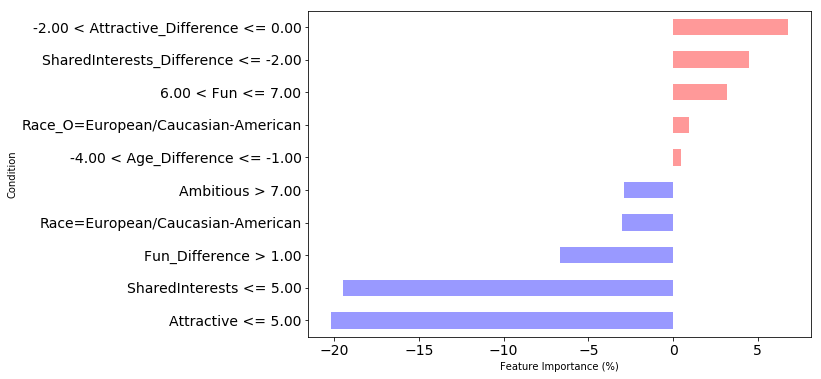 -2.00 < Attractive_Difference <= 0.00
SharedInterests_Difference <= -2.00
6.00 < Fun <= 7.00
Race_O=European/Caucasian-American
-4.00 < Age_Difference <= -1.00
Ambitious > 7.00
Race=European/Caucasian-American
Fun_Difference > 1.00
SharedInterests <= 5.00
Attractive <= 5.00
Condition
−20 −15 −10 −5 0 5
Feature Importance (%)